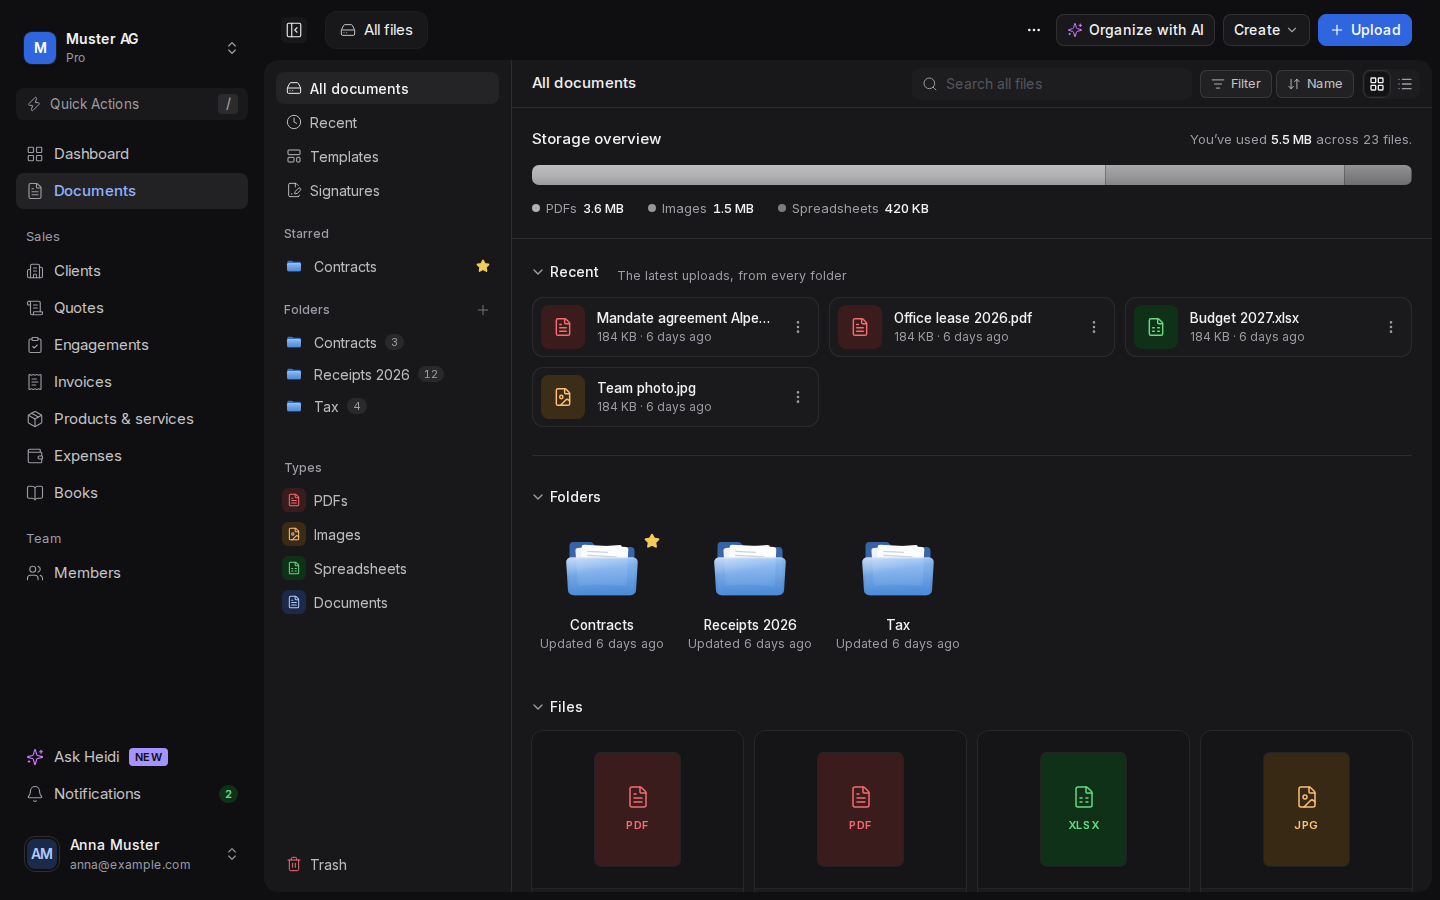 Muster AG
Pro
M
Quick Actions
/
Dashboard
Documents
Sales
Clients
Quotes
Engagements
Invoices
Products & services
Expenses
Books
Team
Members
Ask Heidi
NEW
Notifications
2
AM
Anna Muster
anna@example.com
All files
Organize with AI
Create
Upload
All documents
Recent
Templates
Signatures
Starred
Contracts
Folders
Contracts 3
Receipts 2026 12
Tax 4
Types
PDFs
Images
Spreadsheets
Documents
Trash
All documents
Search all files
Filter
Name
Storage overview
You've used 5.5 MB across 23 files.
PDFs 3.6 MB
Images 1.5 MB
Spreadsheets 420 KB
Recent
The latest uploads, from every folder
Mandate agreement Alpe...
184 KB · 6 days ago
Office lease 2026.pdf
184 KB · 6 days ago
Budget 2027.xlsx
184 KB · 6 days ago
Team photo.jpg
184 KB · 6 days ago
Folders
Contracts
Updated 6 days ago
Receipts 2026
Updated 6 days ago
Tax
Updated 6 days ago
Files
PDF
PDF
XLSX
JPG